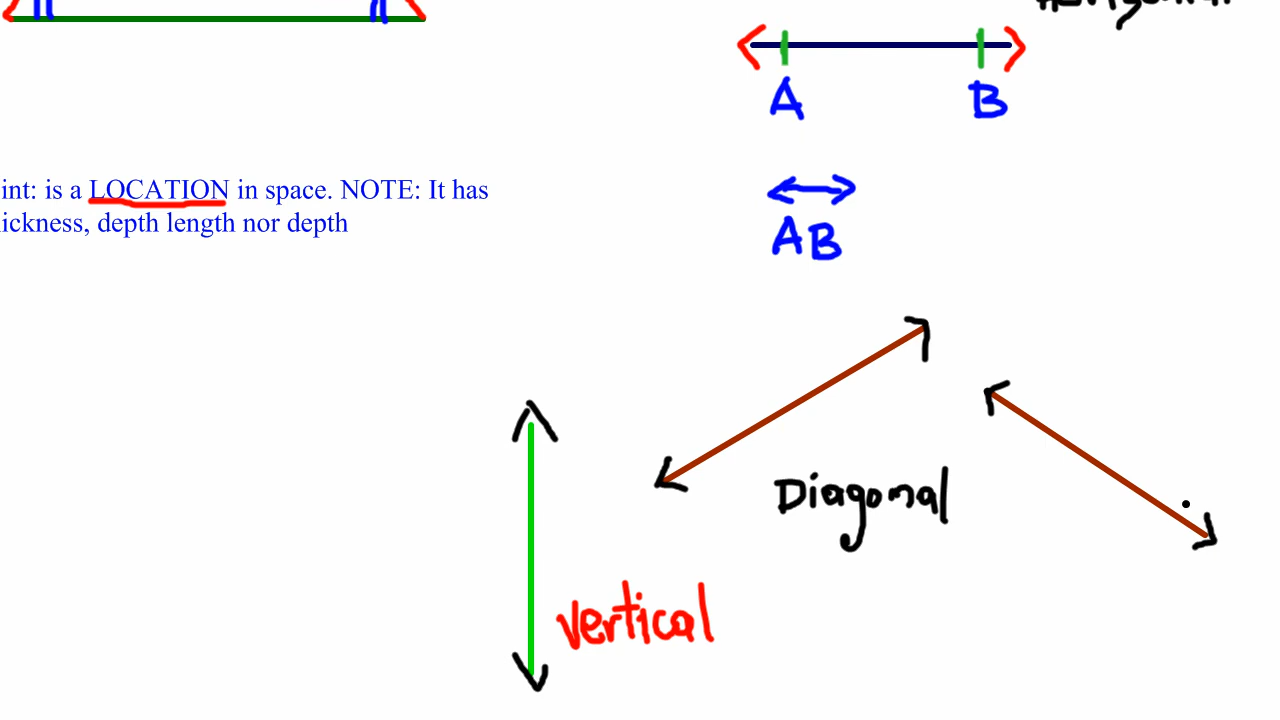 A B
int: is a LOCATION in space. NOTE: It has
ickness, depth length nor depth
AB
Diagonal
vertical